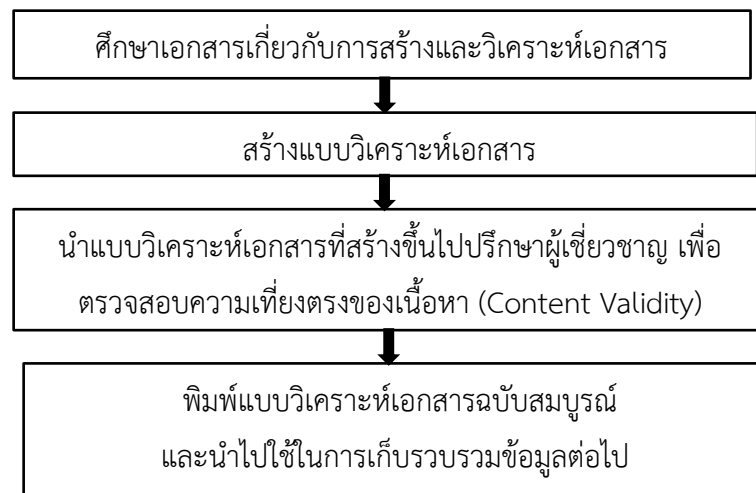 ศึกษาเอกสารเกี่ยวกับการสร้างและวิเคราะห์เอกสาร
สร้างแบบวิเคราะห์เอกสาร
นำแบบวิเคราะห์เอกสารที่สร้างขึ้นไปปรึกษาผู้เชี่ยวชาญ เพื่อ
ตรวจสอบความเที่ยงตรงของเนื้อหา (Content Validity)
พิมพ์แบบวิเคราะห์เอกสารฉบับสมบูรณ์
และนำไปใช้ในการเก็บรวบรวมข้อมูลต่อไป